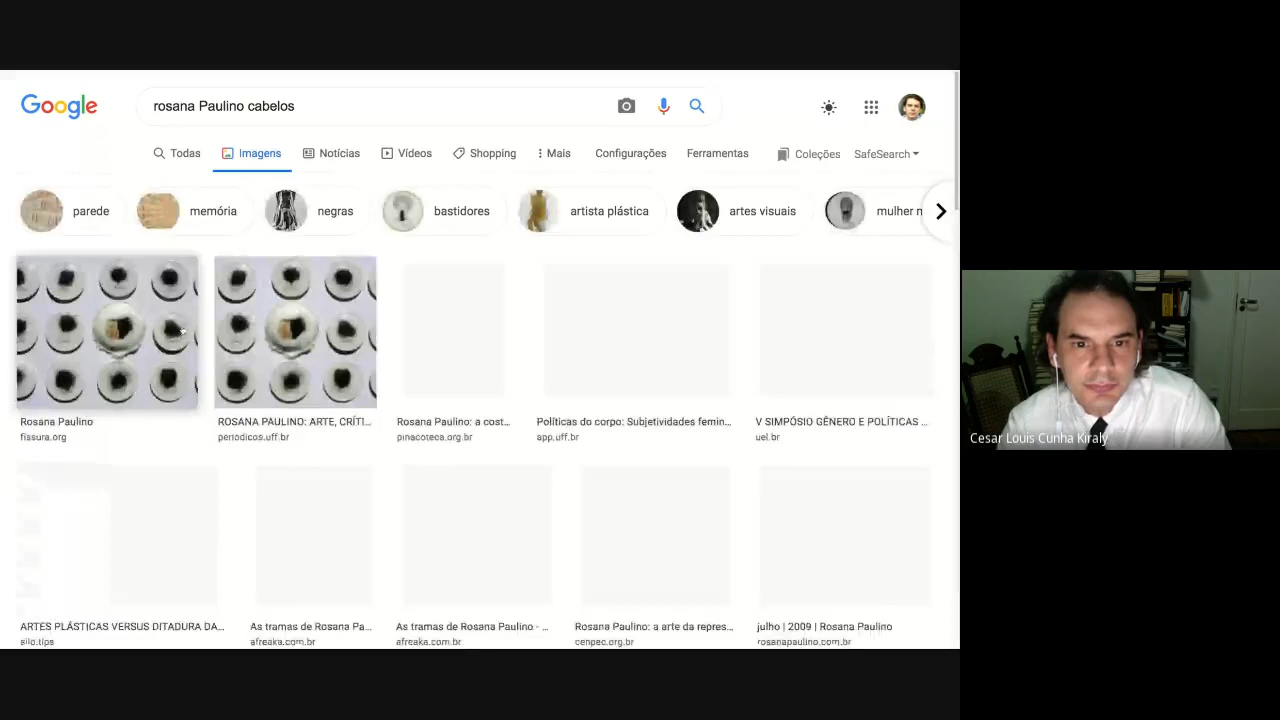 Google
rosana Paulino cabelos
Todas Imagens Notícias Vídeos Shopping Mais Configurações Ferramentas Coleções SafeSearch
parede memória negras bastidores artista plástica artes visuais mulher n
Rosana Paulino
fissura.org
ROSANA PAULINO: ARTE, CRÍTI...
periodicos.uff.br
Rosana Paulino: a cost...
pinacoteca.org.br
Políticas do corpo: Subjetividades femin...
app.uff.br
V SIMPÓSIO GÊNERO E POLÍTICAS ...
uel.br
ARTES PLÁSTICAS VERSUS DITADURA DA...
silo.tips
As tramas de Rosana Pa...
afreaka.com.br
As tramas de Rosana Paulino - ...
afreaka.com.br
Rosana Paulino: a arte da repres...
cenpec.org.br
julho | 2009 | Rosana Paulino
rosanapaulino.com.br
Cesar Louis Cunha Kiraly